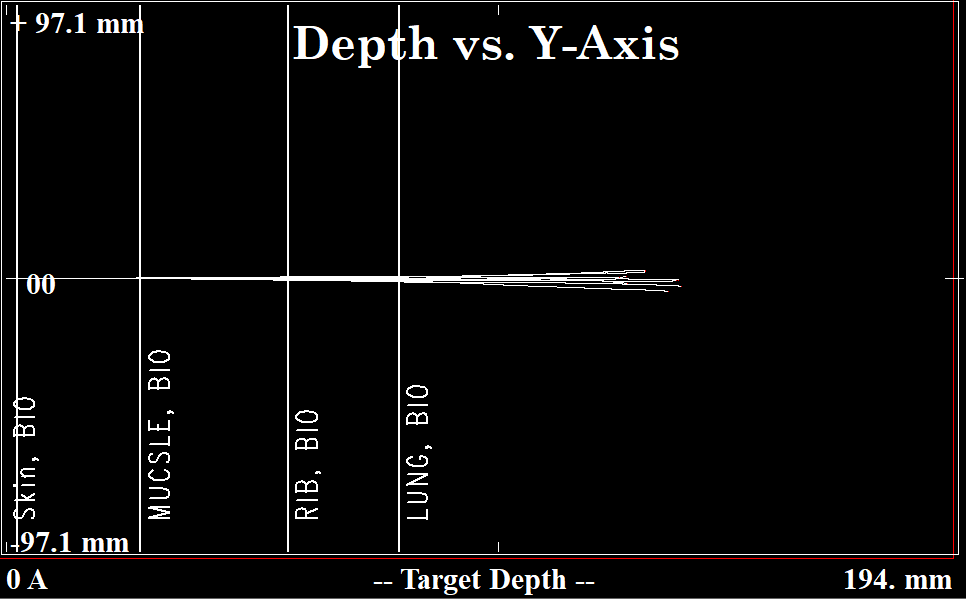 + 97.1 mm
Depth vs. Y-Axis
00
Skin, BIO
MUCSLE, BIO
RIB, BIO
LUNG, BIO
-97.1 mm
0 A
-- Target Depth --
194. mm